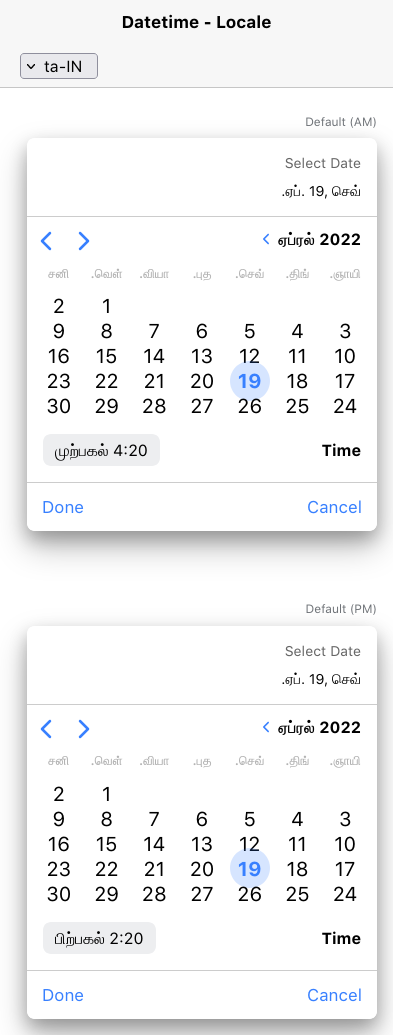 Datetime - Locale
ta-IN
Default (AM)
Select Date
.ஏப். 19, செவ்
ஏப்ரல் 2022
சனி .வெள் .வியா .புத .செவ் .திங் .ஞாயி
2 1
9 8 7 6 5 4 3
16 15 14 13 12 11 10
23 22 21 20 19 18 17
30 29 28 27 26 25 24
முற்பகல் 4:20 Time
Done Cancel
Default (PM)
Select Date
.ஏப். 19, செவ்
ஏப்ரல் 2022
சனி .வெள் .வியா .புத .செவ் .திங் .ஞாயி
2 1
9 8 7 6 5 4 3
16 15 14 13 12 11 10
23 22 21 20 19 18 17
30 29 28 27 26 25 24
பிற்பகல் 2:20 Time
Done Cancel